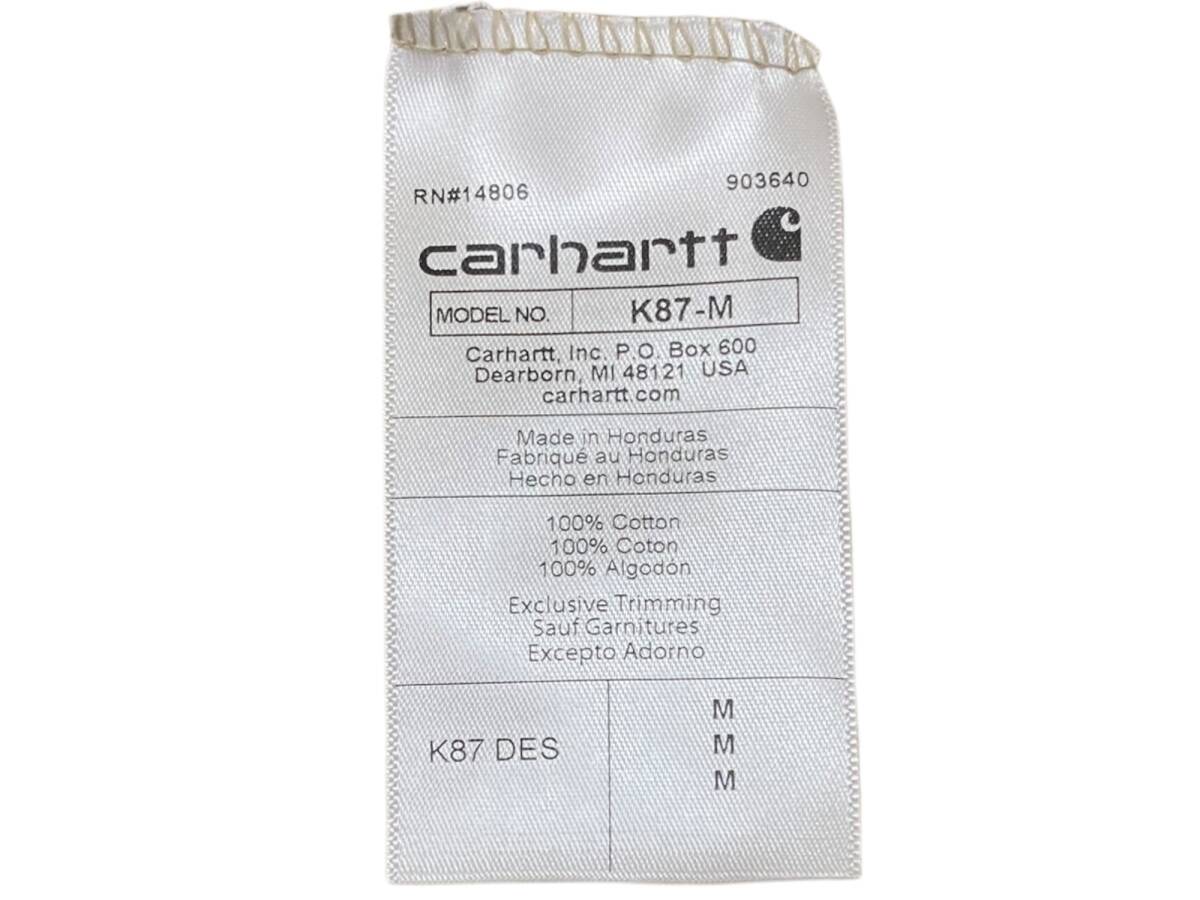 RN#14806 903640
carhartt
MODEL NO. K87-M
Carhartt, Inc. P.O. Box 600
Dearborn, MI 48121 USA
carhartt.com
Made in Honduras
Fabriqué au Honduras
Hecho en Honduras
100% Cotton
100% Coton
100% Algodón
Exclusive Trimming
Sauf Garnitures
Excepto Adorno
M
K87 DES M
M